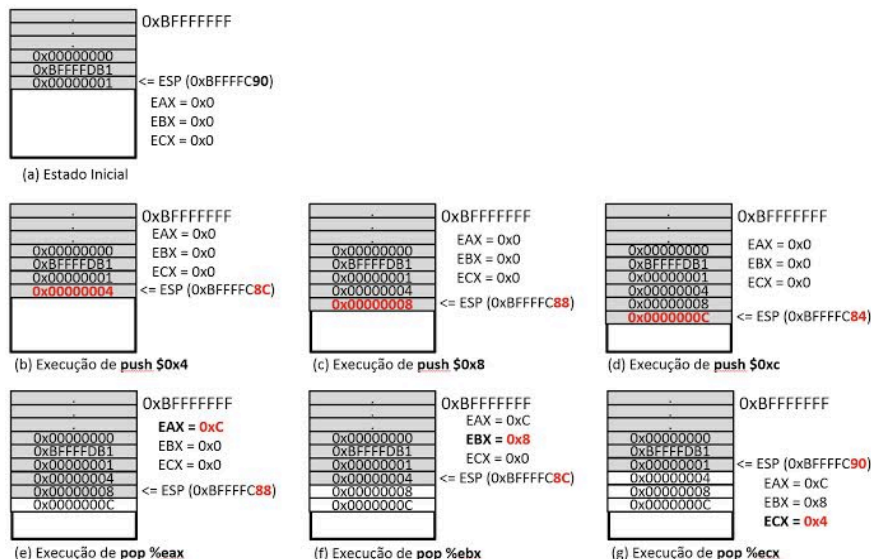 0xBFFFFFFF
0x00000000
0xBFFFFDB1
0x00000001 <= ESP (0xBFFFFC90)
EAX = 0x0
EBX = 0x0
ECX = 0x0
(a) Estado Inicial
0xBFFFFFFF
EAX = 0x0
0x00000000 EBX = 0x0
0xBFFFFDB1
0x00000001 ECX = 0x0
0x00000004 <= ESP (0xBFFFFC8C)
(b) Execução de push $0x4
0xBFFFFFFF
EAX = 0x0
0x00000000 EBX = 0x0
0xBFFFFDB1
0x00000001 ECX = 0x0
0x00000004
0x00000008 <= ESP (0xBFFFFC88)
(c) Execução de push $0x8
0xBFFFFFFF
EAX = 0x0
0x00000000 EBX = 0x0
0xBFFFFDB1
0x00000001 ECX = 0x0
0x00000004
0x00000008
0x0000000C <= ESP (0xBFFFFC84)
(d) Execução de push $0xc
0xBFFFFFFF
EAX = 0xC
0x00000000 EBX = 0x0
0xBFFFFDB1
0x00000001 ECX = 0x0
0x00000004
0x00000008 <= ESP (0xBFFFFC88)
0x0000000C
(e) Execução de pop %eax
0xBFFFFFFF
EAX = 0xC
0x00000000 EBX = 0x8
0xBFFFFDB1
0x00000001 ECX = 0x0
0x00000004 <= ESP (0xBFFFFC8C)
0x00000008
0x0000000C
(f) Execução de pop %ebx
0xBFFFFFFF
0x00000000
0xBFFFFDB1
0x00000001 <= ESP (0xBFFFFC90)
0x00000004 EAX = 0xC
0x00000008 EBX = 0x8
0x0000000C
ECX = 0x4
(g) Execução de pop %ecx